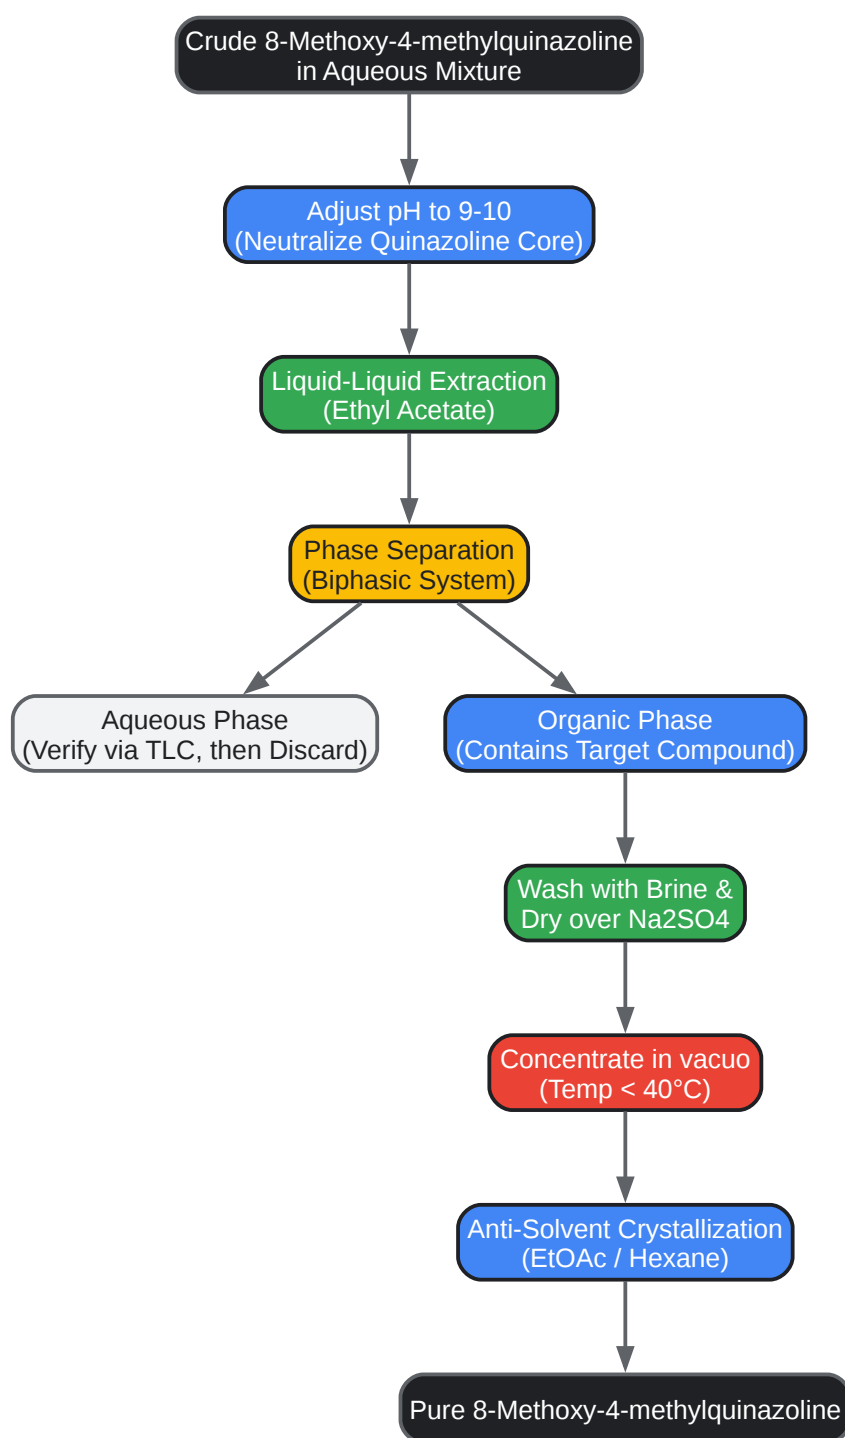 Crude 8-Methoxy-4-methylquinazoline
in Aqueous Mixture
Adjust pH to 9-10
(Neutralize Quinazoline Core)
Liquid-Liquid Extraction
(Ethyl Acetate)
Phase Separation
(Biphasic System)
Aqueous Phase
(Verify via TLC, then Discard)
Organic Phase
(Contains Target Compound)
Wash with Brine &
Dry over Na2SO4
Concentrate in vacuo
(Temp < 40°C)
Anti-Solvent Crystallization
(EtOAc / Hexane)
Pure 8-Methoxy-4-methylquinazoline